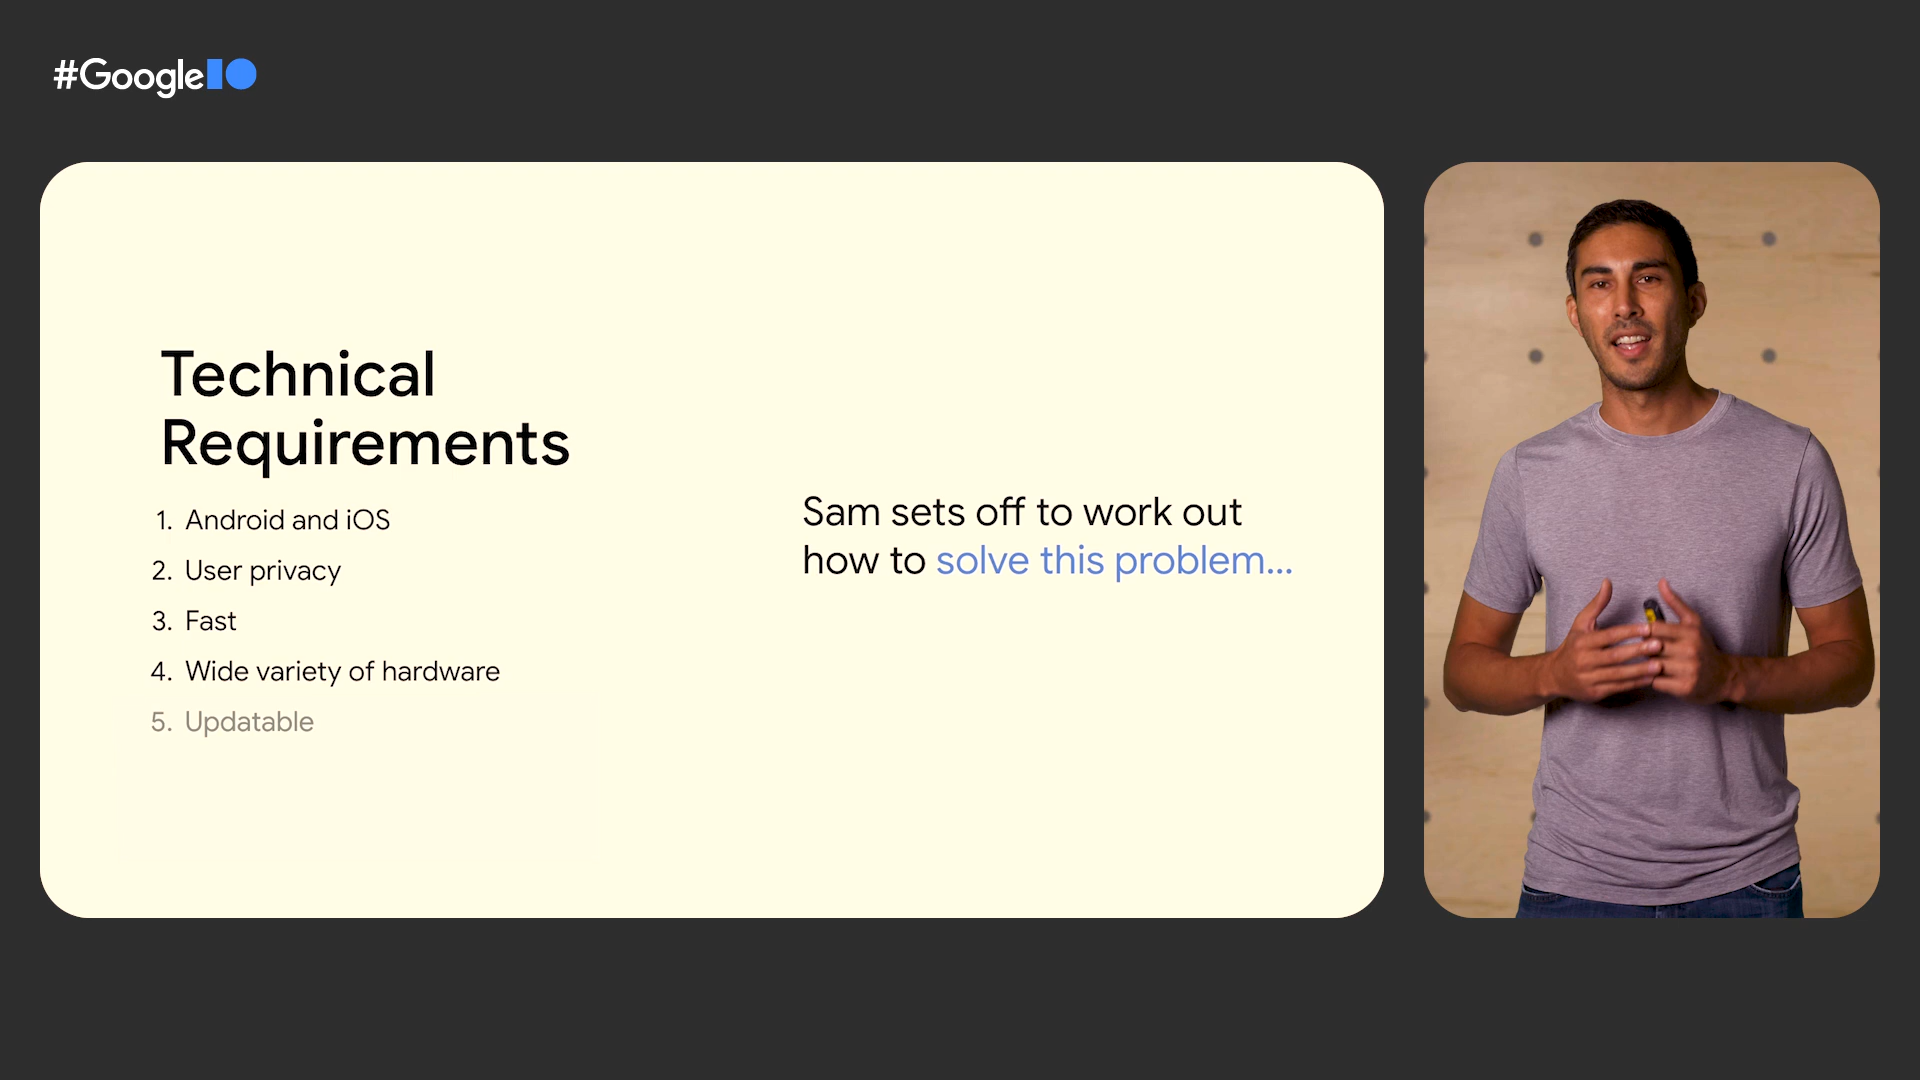 #Google
Technical
Requirements
1. Android and iOS
2. User privacy
3. Fast
4. Wide variety of hardware
5. Updatable
Sam sets off to work out
how to solve this problem...